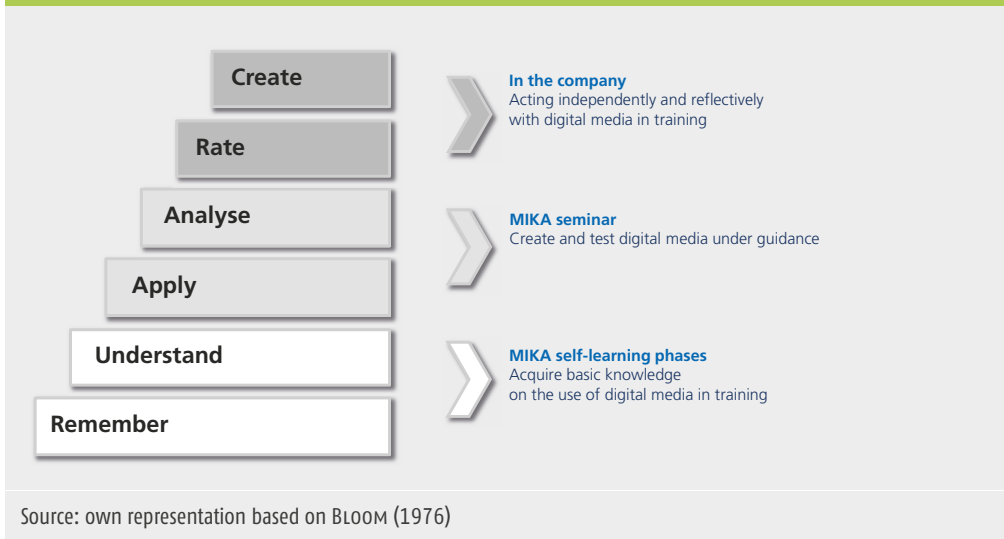 Create
Rate
Analyse
Apply
Understand
Remember
In the company
Acting independently and reflectively
with digital media in training
MIKA seminar
Create and test digital media under guidance
MIKA self-learning phases
Acquire basic knowledge
on the use of digital media in training
Source: own representation based on BLOOM (1976)